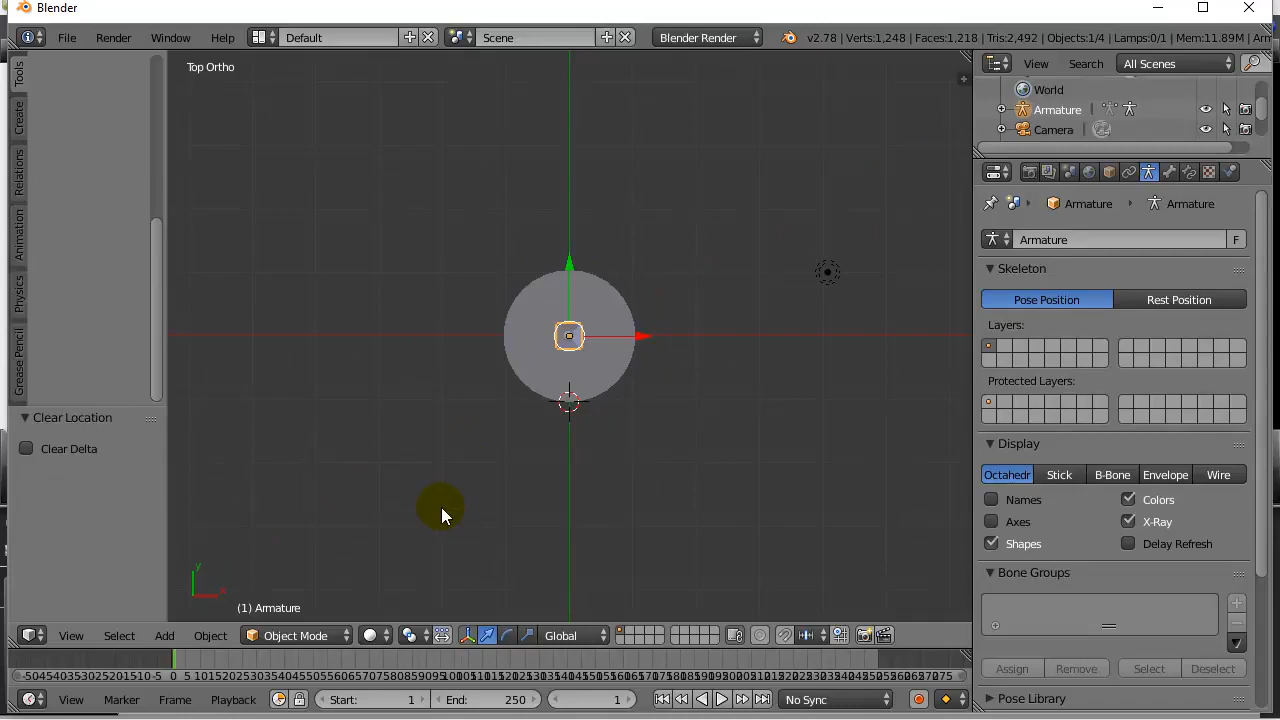 Blender
File Render Window Help Default Scene Blender Render v2.78 | Verts:1,248 | Faces:1,218 | Tris:2,492 | Objects:1/4 | Lamps:0/1 | Mem:11.89M | Arm
View Search All Scenes
World
Armature
Camera
Top Ortho
Tools
Create
Relations
Animation
Physics
Grease Pencil
Clear Location
Clear Delta
y
x
(1) Armature
Armature Armature
Armature F
Skeleton
Pose Position Rest Position
Layers:
Protected Layers:
Display
Octahedr Stick B-Bone Envelope Wire
Names Colors
Axes X-Ray
Shapes Delay Refresh
Bone Groups
Assign Remove Select Deselect
Pose Library
View Select Add Object Object Mode Global
View Marker Frame Playback Start: 1 End: 250 1 No Sync